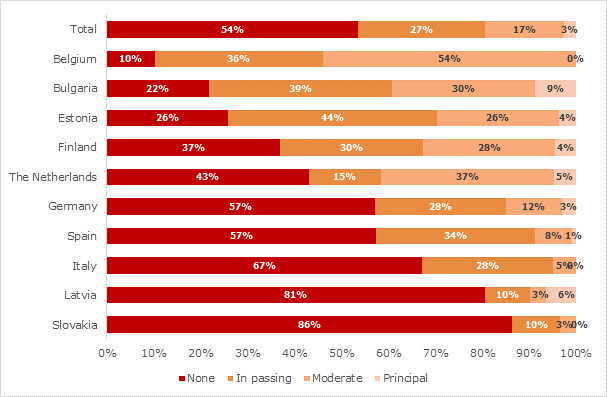 Total 54% 27% 17% 3%
Belgium 10% 36% 54% 0%
Bulgaria 22% 39% 30% 9%
Estonia 26% 44% 26% 4%
Finland 37% 30% 28% 4%
The Netherlands 43% 15% 37% 5%
Germany 57% 28% 12% 3%
Spain 57% 34% 8% 1%
Italy 67% 28% 5% 0%
Latvia 81% 10% 3% 6%
Slovakia 86% 10% 3% 0%
0% 10% 20% 30% 40% 50% 60% 70% 80% 90% 100%
None In passing Moderate Principal